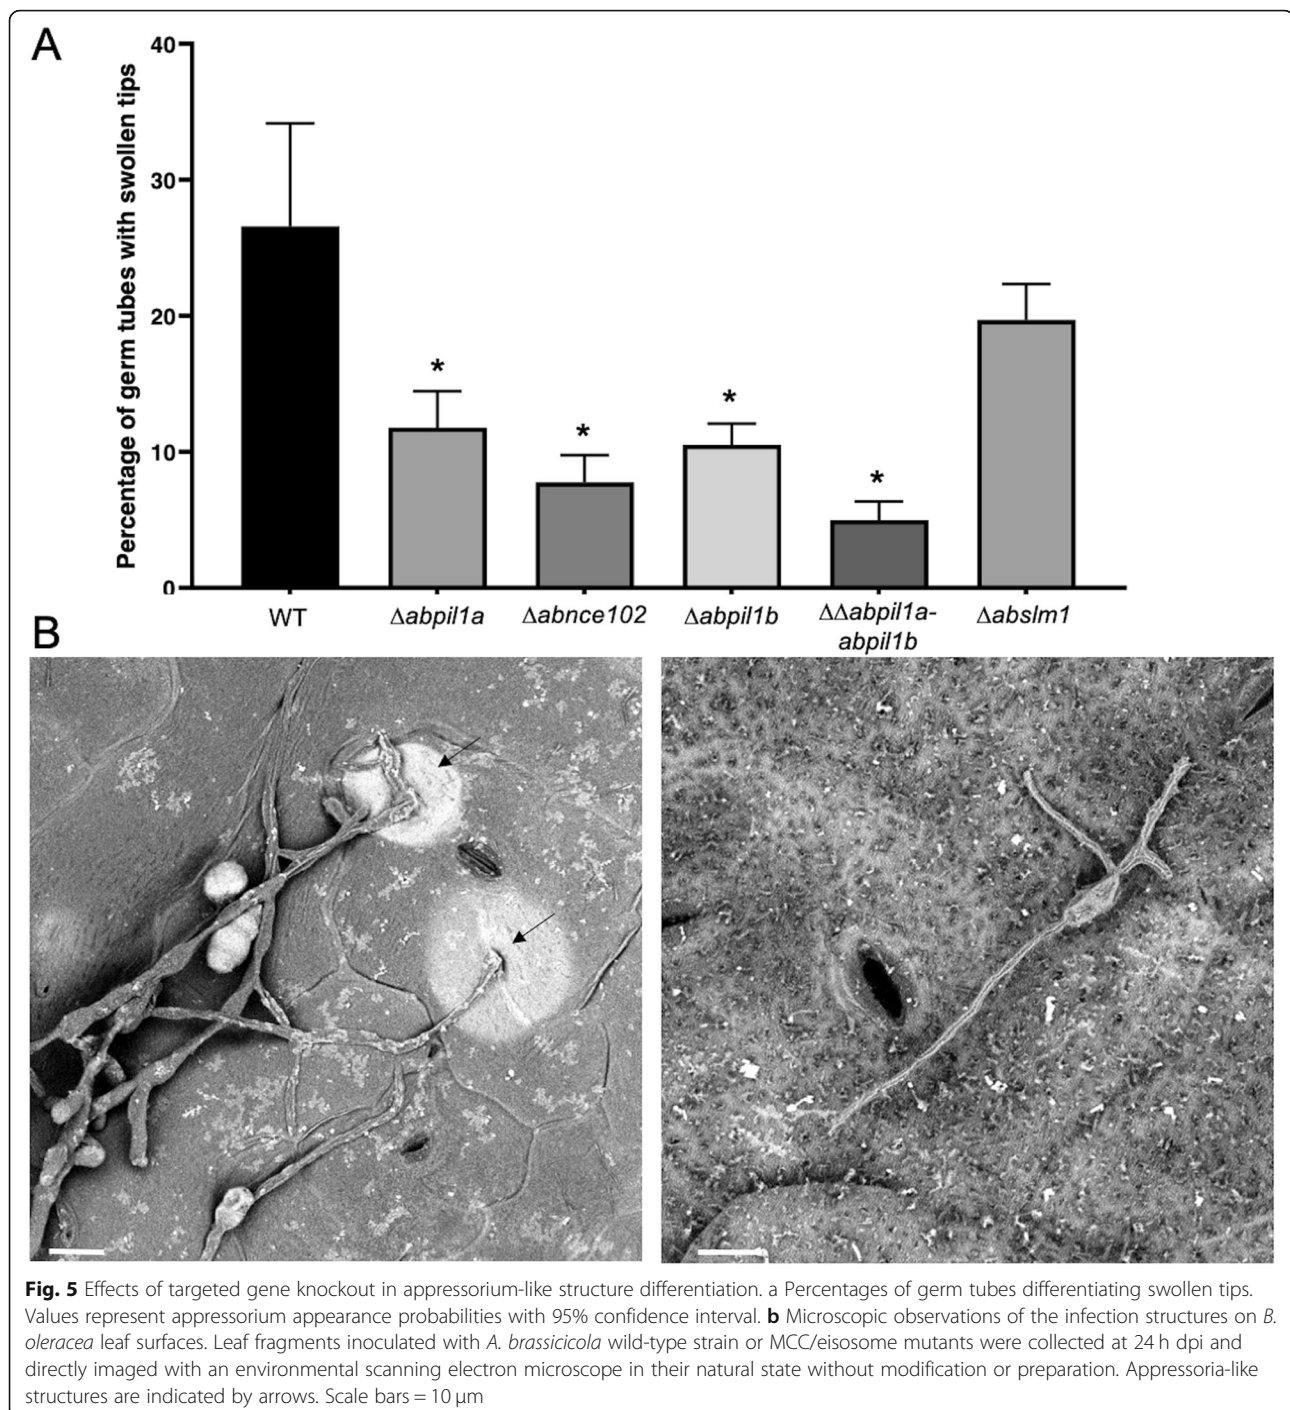 A
40
30
20
10
0
Percentage of germ tubes with swollen tips
*
*
*
*
WT
Δabpil1a
Δabnce102
Δabpil1b
ΔΔabpil1a-
abpil1b
Δabslm1
B
Fig. 5 Effects of targeted gene knockout in appressorium-like structure differentiation. a Percentages of germ tubes differentiating swollen tips.
Values represent appressorium appearance probabilities with 95% confidence interval. b Microscopic observations of the infection structures on B.
oleracea leaf surfaces. Leaf fragments inoculated with A. brassicicola wild-type strain or MCC/eisosome mutants were collected at 24 h dpi and
directly imaged with an environmental scanning electron microscope in their natural state without modification or preparation. Appressoria-like
structures are indicated by arrows. Scale bars = 10 μm